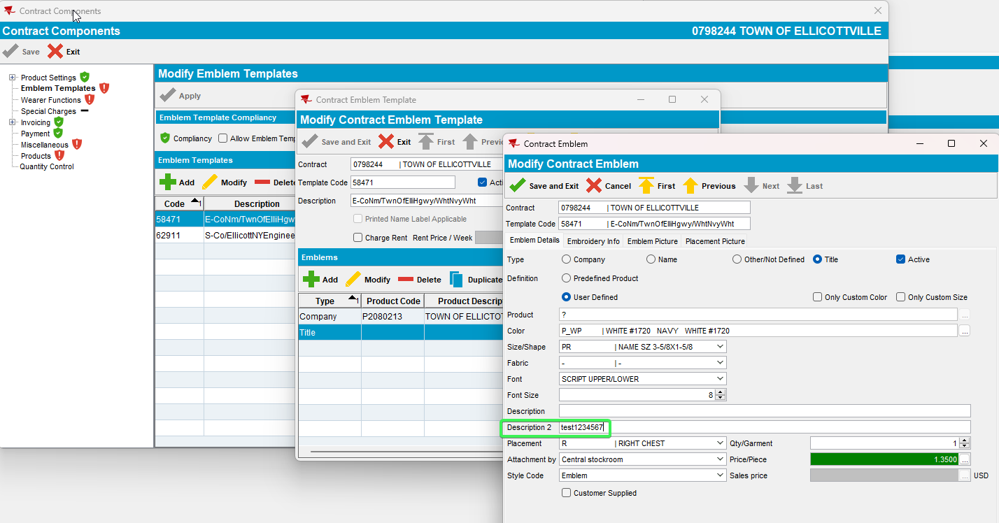 Contract Components
Contract Components 0798244 TOWN OF ELLICOTTVILLE
Save Exit
Product Settings
Emblem Templates
Wearer Functions
Special Charges
Invoicing
Payment
Miscellaneous
Products
Quantity Control
Modify Emblem Templates
Apply
Emblem Template Compliancy
Compliancy Allow Emblem Temp
Emblem Templates
Add Modify Delete
Code 1 Description
58471 E-CoNm/TwnOfElliHgwy
62911 S-Co/EllicottNYEnginee
Contract Emblem Template
Modify Contract Emblem Template
Save and Exit Exit First Previ
Contract 0798244 | TOWN OF ELLICOTTVILLE
Template Code 58471 Acti
Description E-CoNm/TwnOfElliHgwy/WhtNvyWht
Printed Name Label Applicable
Charge Rent Rent Price / Week
Emblems
Add Modify Delete Duplicate
Type 1 Product Code Product Descrip
Company P2080213 TOWN OF ELLICTOT
Title
Contract Emblem
Modify Contract Emblem
Save and Exit Cancel First Previous Next Last
Contract 0798244 | TOWN OF ELLICOTTVILLE
Template Code 58471 | E-CoNm/TwnOfElliHgwy/WhtNvyWht
Emblem Details Embroidery Info Emblem Picture Placement Picture
Type Company Name Other/Not Defined Title Active
Definition Predefined Product
User Defined Only Custom Color Only Custom Size
Product ? ...
Color P_WP | WHITE #1720 NAVY WHITE #1720 ...
Size/Shape PR | NAME SZ 3-5/8X1-5/8
Fabric - | -
Font SCRIPT UPPER/LOWER
Font Size 8
Description
Description 2 test1234567
Placement R | RIGHT CHEST Qty/Garment 1
Attachment by Central stockroom Price/Piece 1.3500 ...
Style Code Emblem Sales price ... USD
Customer Supplied